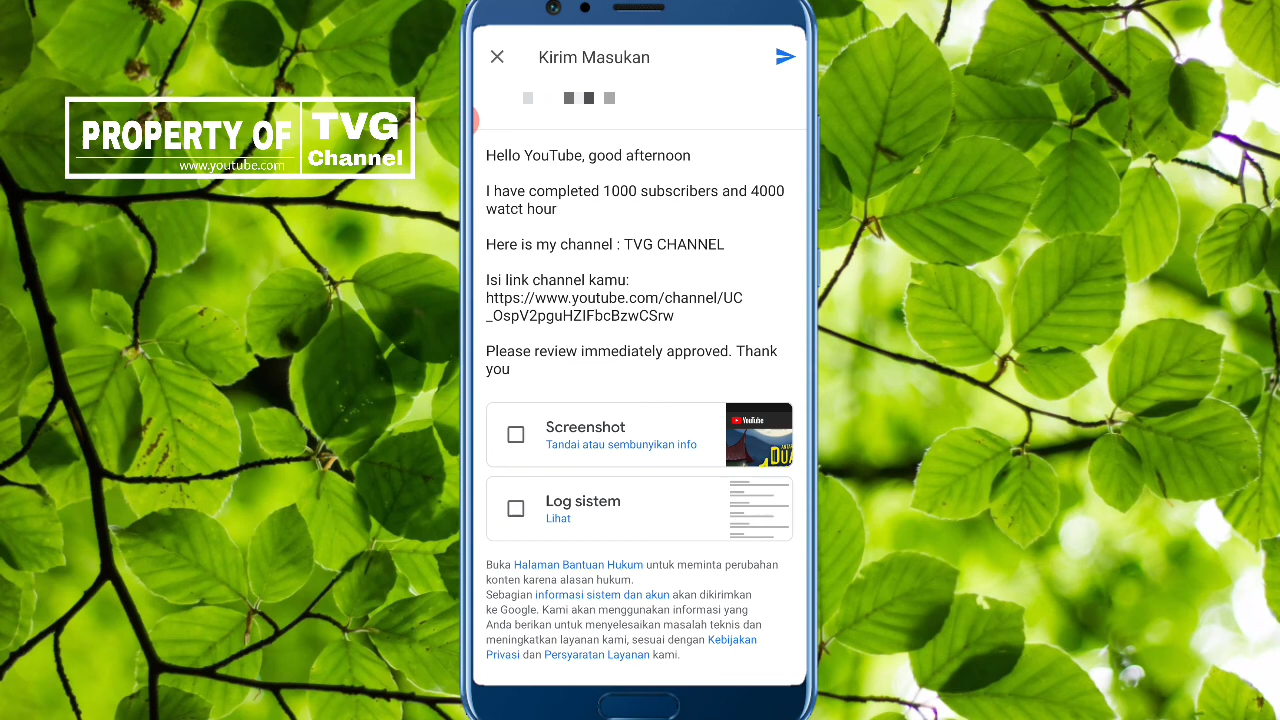 PROPERTY OF
TVG
Channel
www.youtube.com
Kirim Masukan
Hello YouTube, good afternoon
I have completed 1000 subscribers and 4000
watct hour
Here is my channel : TVG CHANNEL
Isi link channel kamu:
https://www.youtube.com/channel/UC
_OspV2pguHZIFbcBzwCSrw
Please review immediately approved. Thank
you
Screenshot
Tandai atau sembunyikan info
YouTube
DUA
Log sistem
Lihat
Buka Halaman Bantuan Hukum untuk meminta perubahan
konten karena alasan hukum.
Sebagian informasi sistem dan akun akan dikirimkan
ke Google. Kami akan menggunakan informasi yang
Anda berikan untuk menyelesaikan masalah teknis dan
meningkatkan layanan kami, sesuai dengan Kebijakan
Privasi dan Persyaratan Layanan kami.